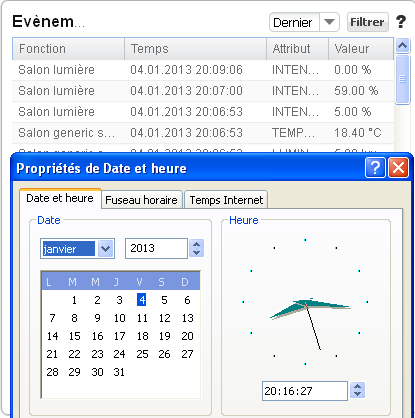 Evènem...
Dernier
Filtrer
?
Fonction Temps Attribut Valeur
Salon lumière 04.01.2013 20:09:06 INTEN... 0.00 %
Salon lumière 04.01.2013 20:07:00 INTEN... 59.00 %
Salon lumière 04.01.2013 20:06:53 INTEN... 5.00 %
Salon generic s... 04.01.2013 20:06:53 TEMP... 18.40 °C
Propriétés de Date et heure
?
Date et heure Fuseau horaire Temps Internet
Date
janvier 2013
L M M J V S D
1 2 3 4 5 6
7 8 9 10 11 12 13
14 15 16 17 18 19 20
21 22 23 24 25 26 27
28 29 30 31
Heure
20:16:27